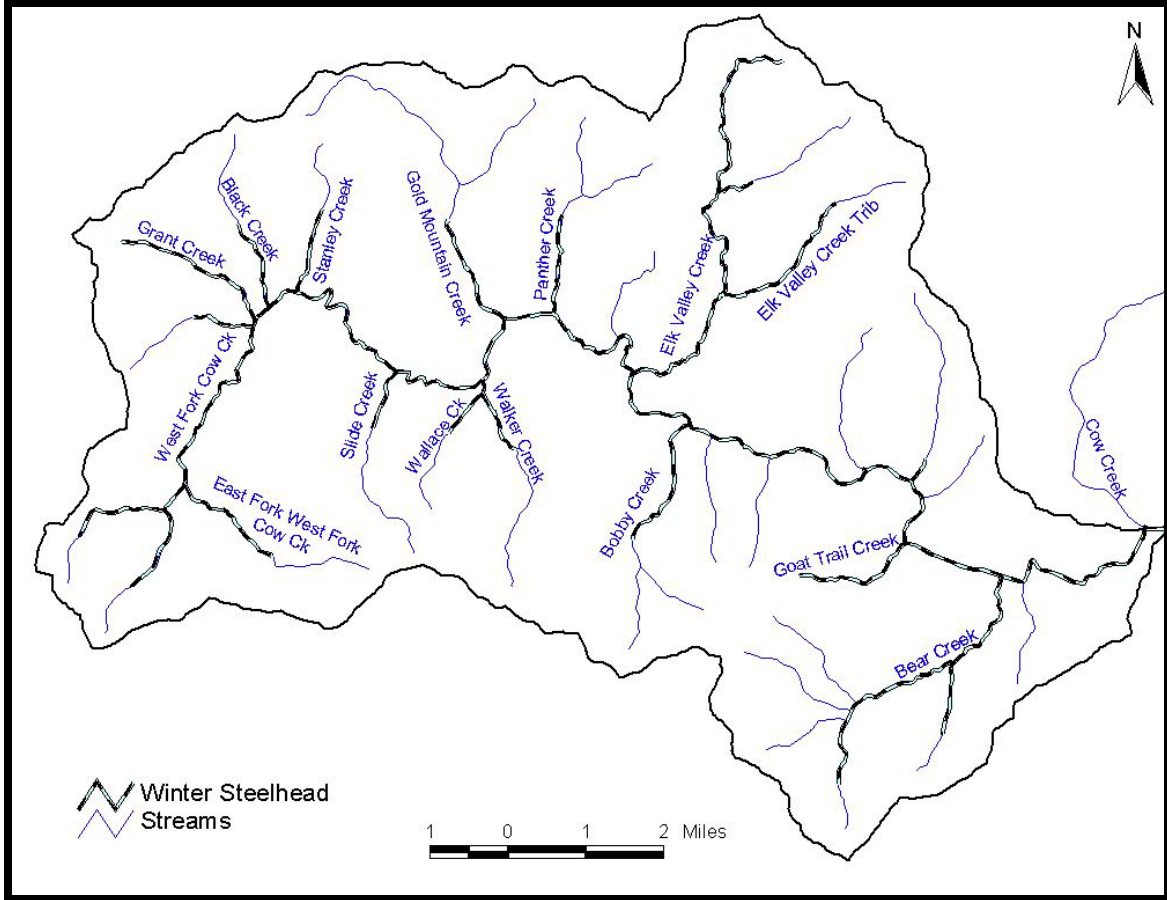 N
Black Creek
Grant Creek
Stanley Creek
Gold Mountain Creek
Panther Creek
Elk Valley Creek
Elk Valley Creek Trib
West Fork Cow Ck
Slide Creek
Wallace Ck
Walker Creek
Cow Creek
East Fork West Fork
Cow Ck
Bobby Creek
Goat Trail Creek
Bear Creek
Winter Steelhead
Streams
1 0 1 2 Miles